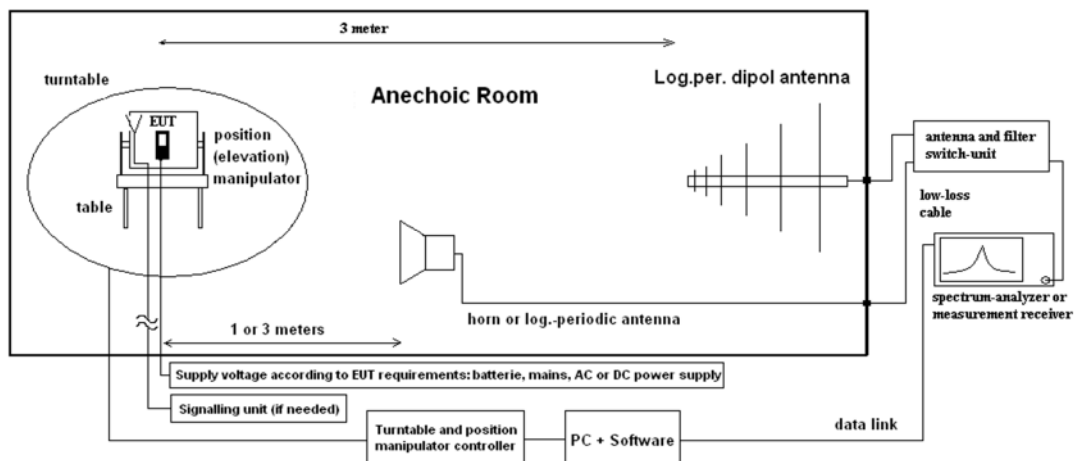 3 meter
turntable
Log.per. dipol antenna
Anechoic Room
EUT
position
(elevation)
manipulator
table
antenna and filter
switch-unit
low-loss
cable
spectrum-analyzer or
measurement receiver
horn or log.-periodic antenna
1 or 3 meters
Supply voltage according to EUT requirements: batterie, mains, AC or DC power supply
Signalling unit (if needed)
Turntable and position
manipulator controller
PC + Software
data link